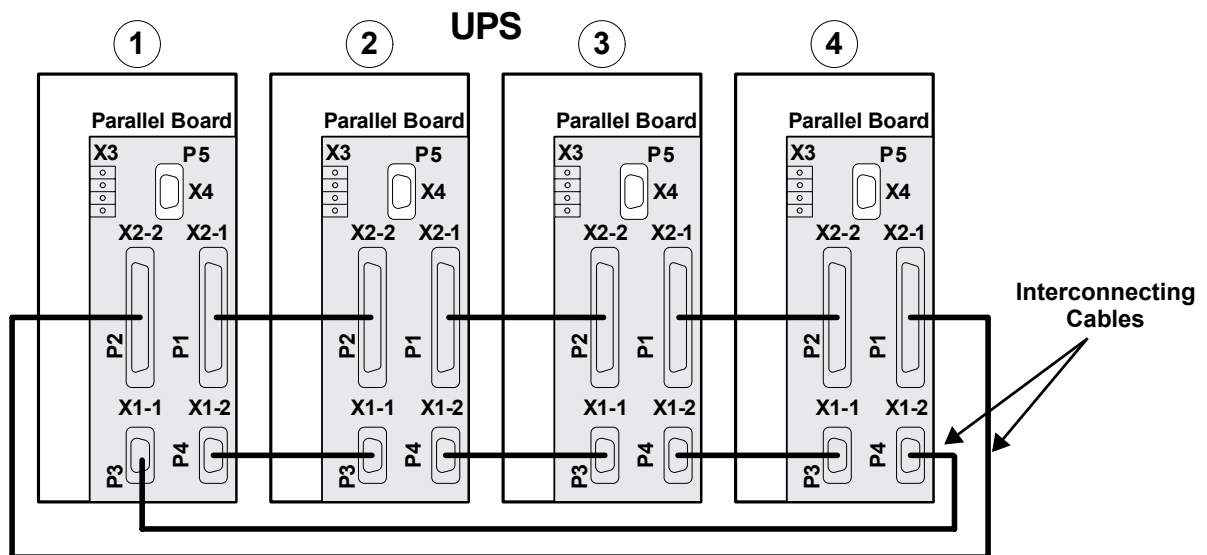 UPS
1 2 3 4
Parallel Board Parallel Board Parallel Board Parallel Board
X3 P5 X3 P5 X3 P5 X3 P5
X4 X4 X4 X4
X2-2 X2-1 X2-2 X2-1 X2-2 X2-1 X2-2 X2-1
Interconnecting
Cables
P2 P1 P2 P1 P2 P1 P2 P1
X1-1 X1-2 X1-1 X1-2 X1-1 X1-2 X1-1 X1-2
P3 P4 P3 P4 P3 P4 P3 P4